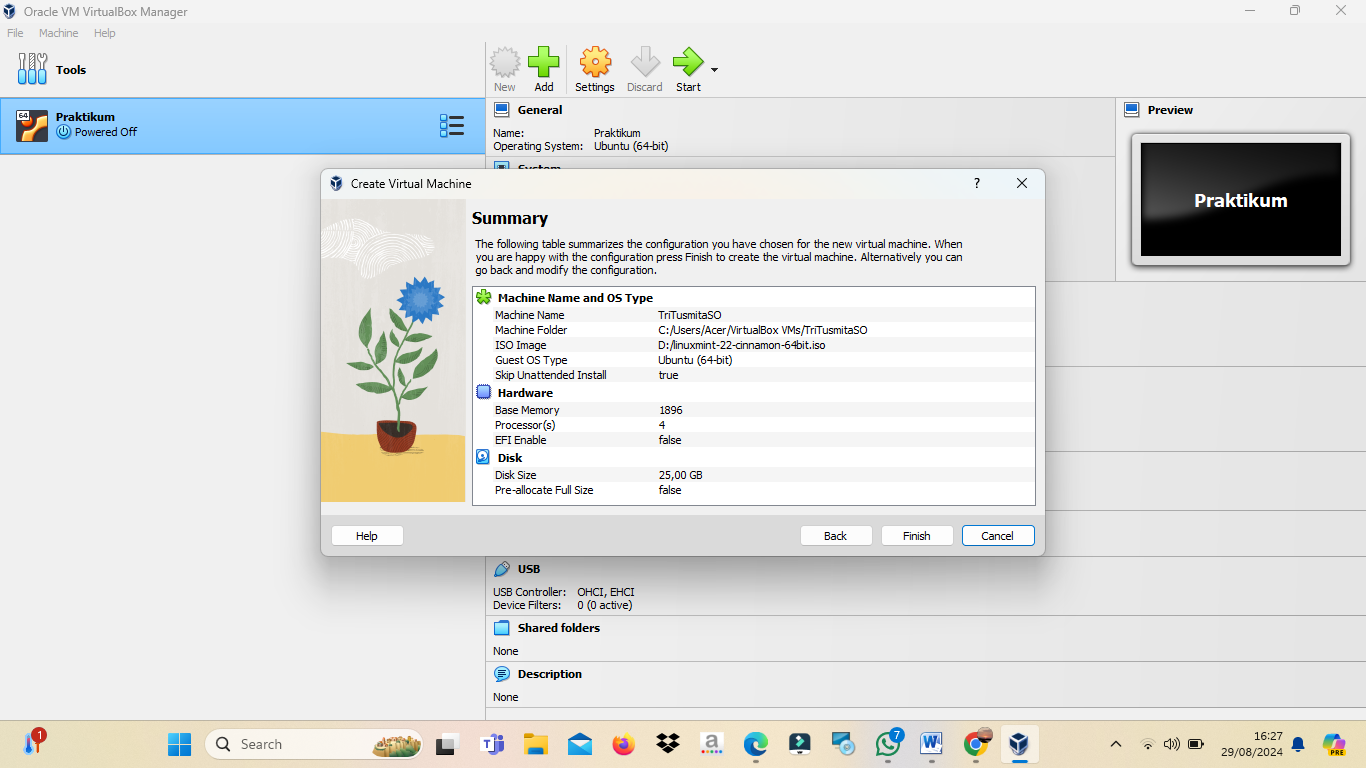 Oracle VM VirtualBox Manager
File Machine Help
Tools
New Add Settings Discard Start
64
Praktikum
Powered Off
General
Name: Praktikum
Operating System: Ubuntu (64-bit)
System
Preview
Praktikum
Create Virtual Machine
?
Summary
The following table summarizes the configuration you have chosen for the new virtual machine. When
you are happy with the configuration press Finish to create the virtual machine. Alternatively you can
go back and modify the configuration.
Machine Name and OS Type
Machine Name TriTusmitaSO
Machine Folder C:/Users/Acer/VirtualBox VMs/TriTusmitaSO
ISO Image D:/linuxmint-22-cinnamon-64bit.iso
Guest OS Type Ubuntu (64-bit)
Skip Unattended Install true
Hardware
Base Memory 1896
Processor(s) 4
EFI Enable false
Disk
Disk Size 25,00 GB
Pre-allocate Full Size false
Help Back Finish Cancel
USB
USB Controller: OHCI, EHCI
Device Filters: 0 (0 active)
Shared folders
None
Description
None
1
Search
a
7
W
16:27
29/08/2024
PRE